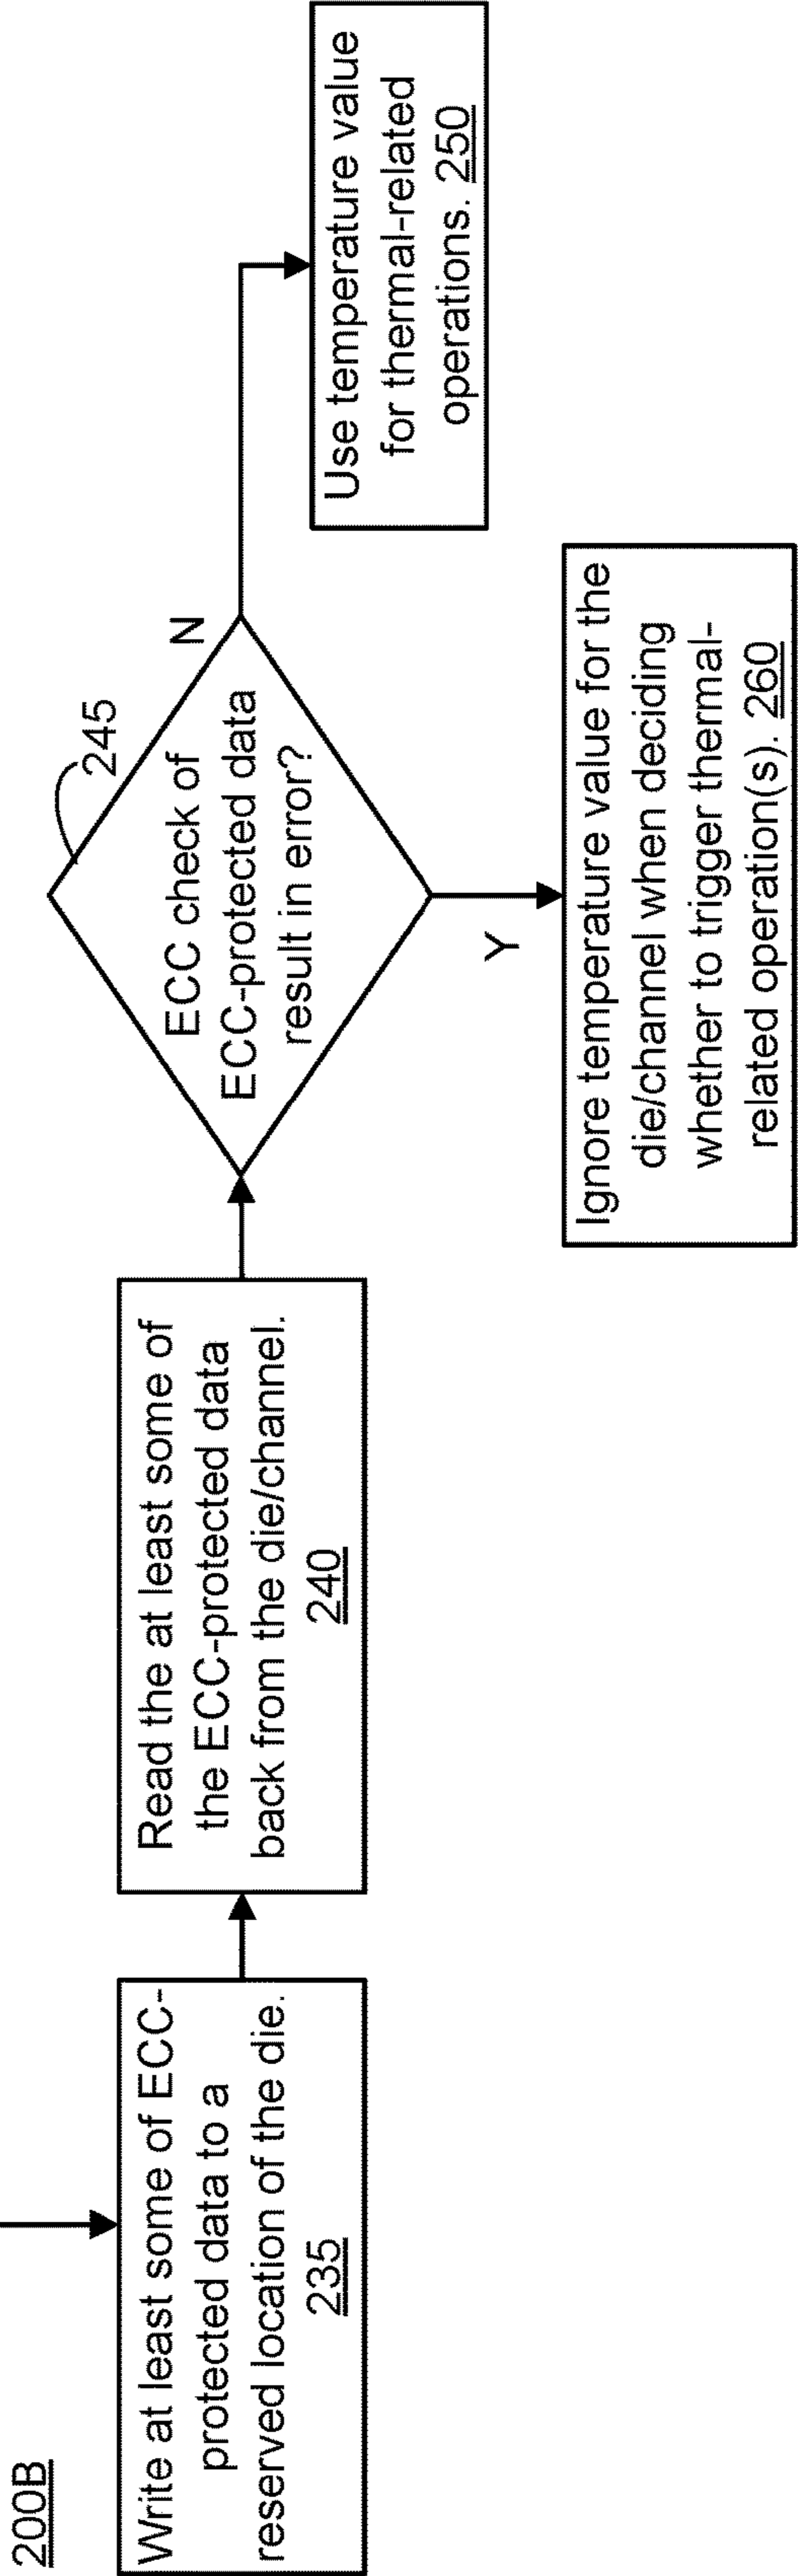 200B
Write at least some of ECC-
protected data to a
reserved location of the die.
235
Read the at least some of
the ECC-protected data
back from the die/channel.
240
245
ECC check of
ECC-protected data
result in error?
N
Use temperature value
for thermal-related
operations. 250
Y
Ignore temperature value for the
die/channel when deciding
whether to trigger thermal-
related operation(s). 260